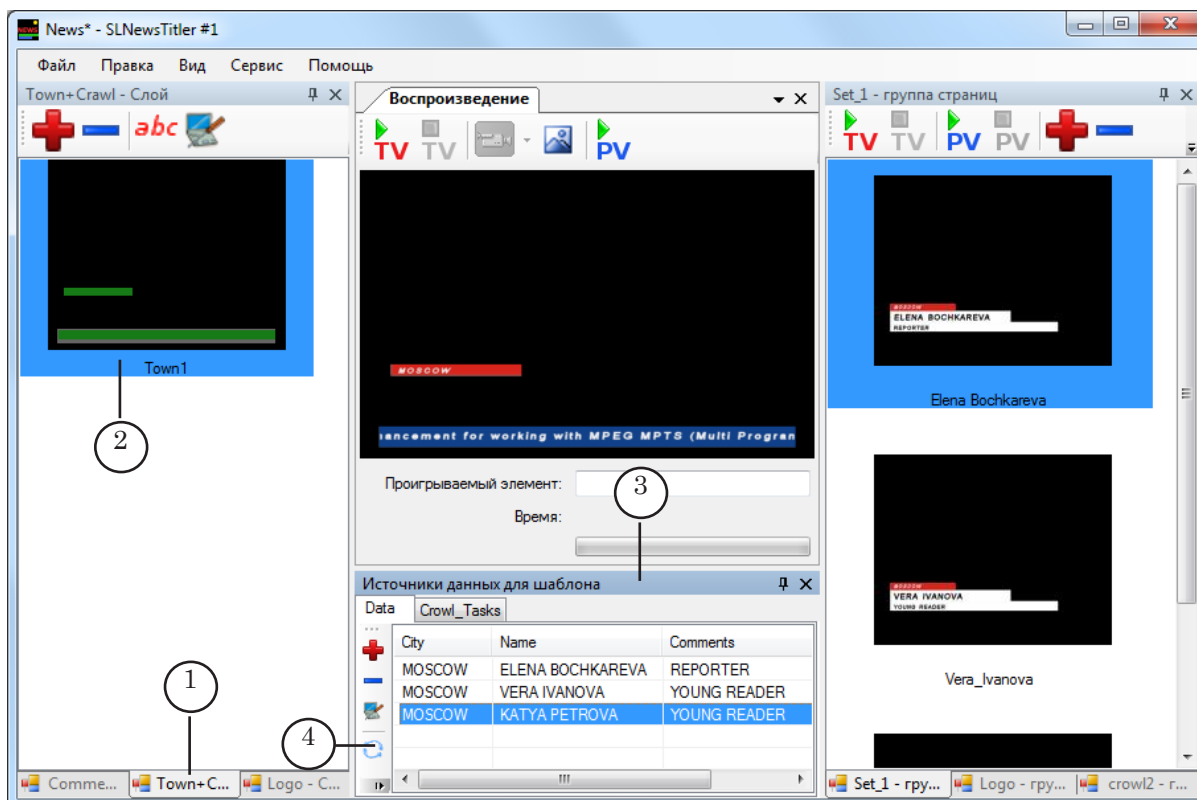 News* - SLNewsTitler #1
Файл Правка Вид Сервис Помощь
Town+Crawl - Слой
abc
Town1
2
1
Comme... Town+C... Logo - C...
Воспроизведение
TV TV PV
MOSCOW
ancement for working with MPEG MPTS (Multi Progran
Проигрываемый элемент:
3
Время:
Источники данных для шаблона
Data Crowl_Tasks
City Name Comments
MOSCOW ELENA BOCHKAREVA REPORTER
MOSCOW VERA IVANOVA YOUNG READER
MOSCOW KATYA PETROVA YOUNG READER
4
Set_1 - группа страниц
TV TV PV PV
MOSCOW
ELENA BOCHKAREVA
REPORTER
Elena Bochkareva
MOSCOW
VERA IVANOVA
YOUNG READER
Vera_Ivanova
Set_1 - гру... Logo - гру... crowl2 - г...
NEWS